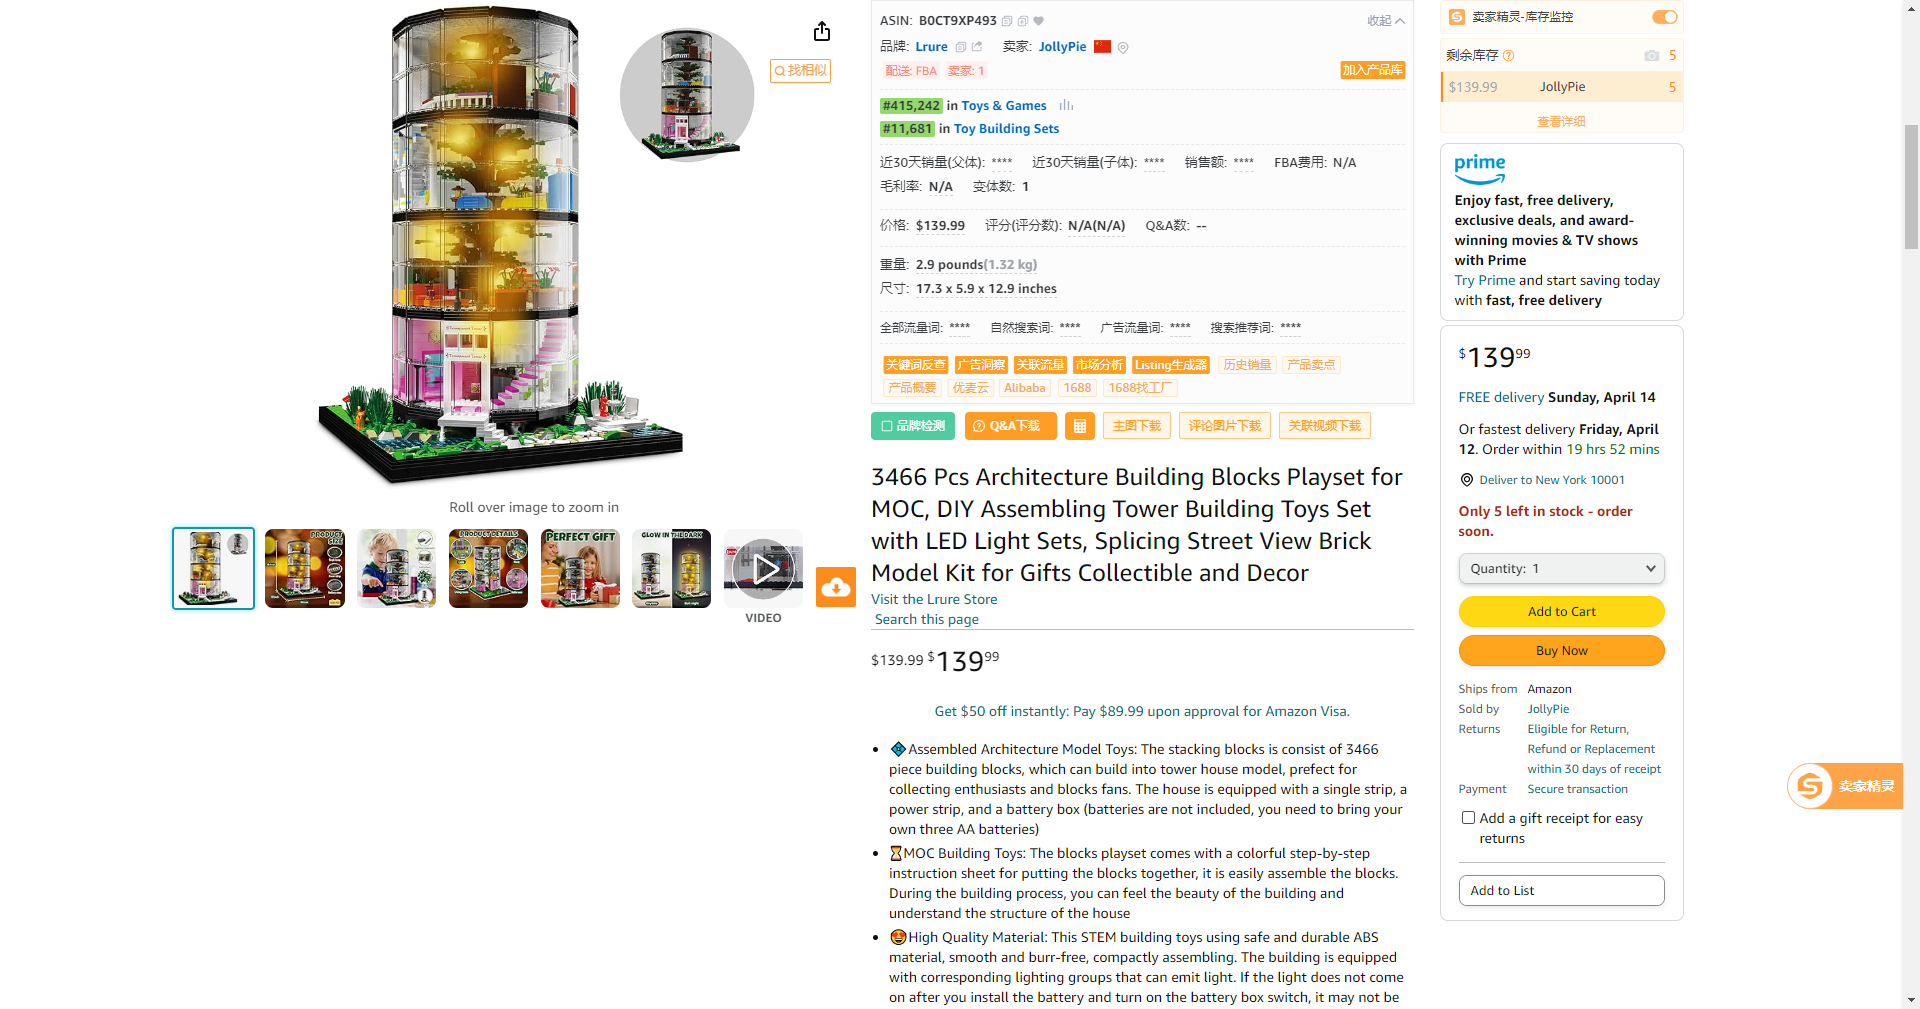 找相似
Roll over image to zoom in
PRODUCT SIZE
PRODUCT DETAILS
PERFECT GIFT
GLOW IN THE DARK
VIDEO
ASIN: B0CT9XP493
收起
品牌: Lrure 卖家: JollyPie
配送: FBA 卖家: 1
加入产品库
#415,242 in Toys & Games
#11,681 in Toy Building Sets
近30天销量(父体): **** 近30天销量(子体): **** 销售额: **** FBA费用: N/A
毛利率: N/A 变体数: 1
价格: $139.99 评分(评分数): N/A(N/A) Q&A数: --
重量: 2.9 pounds(1.32 kg)
尺寸: 17.3 x 5.9 x 12.9 inches
全部流量词: **** 自然搜索词: **** 广告流量词: **** 搜索推荐词: ****
关键词反查 广告洞察 关联流量 市场分析 Listing生成器 历史销量 产品卖点
产品概要 优麦云 Alibaba 1688 1688找工厂
品牌检测 Q&A下载 主图下载 评论图片下载 关联视频下载
3466 Pcs Architecture Building Blocks Playset for
MOC, DIY Assembling Tower Building Toys Set
with LED Light Sets, Splicing Street View Brick
Model Kit for Gifts Collectible and Decor
Visit the Lrure Store
Search this page
$139.99 $139.99
Get $50 off instantly: Pay $89.99 upon approval for Amazon Visa.
• 💠Assembled Architecture Model Toys: The stacking blocks is consist of 3466
piece building blocks, which can build into tower house model, prefect for
collecting enthusiasts and blocks fans. The house is equipped with a single strip, a
power strip, and a battery box (batteries are not included, you need to bring your
own three AA batteries)
• ⏳MOC Building Toys: The blocks playset comes with a colorful step-by-step
instruction sheet for putting the blocks together, it is easily assemble the blocks.
During the building process, you can feel the beauty of the building and
understand the structure of the house
• 😍High Quality Material: This STEM building toys using safe and durable ABS
material, smooth and burr-free, compactly assembling. The building is equipped
with corresponding lighting groups that can emit light. If the light does not come
on after you install the battery and turn on the battery box switch, it may not be
卖家精灵-库存监控
剩余库存 5
$139.99 JollyPie 5
查看详细
prime
Enjoy fast, free delivery,
exclusive deals, and award-
winning movies & TV shows
with Prime
Try Prime and start saving today
with fast, free delivery
$139.99
FREE delivery Sunday, April 14
Or fastest delivery Friday, April
12. Order within 19 hrs 52 mins
Deliver to New York 10001
Only 5 left in stock - order
soon.
Quantity: 1
Add to Cart
Buy Now
Ships from Amazon
Sold by JollyPie
Returns Eligible for Return,
Refund or Replacement
within 30 days of receipt
Payment Secure transaction
Add a gift receipt for easy
returns
Add to List
卖家精灵